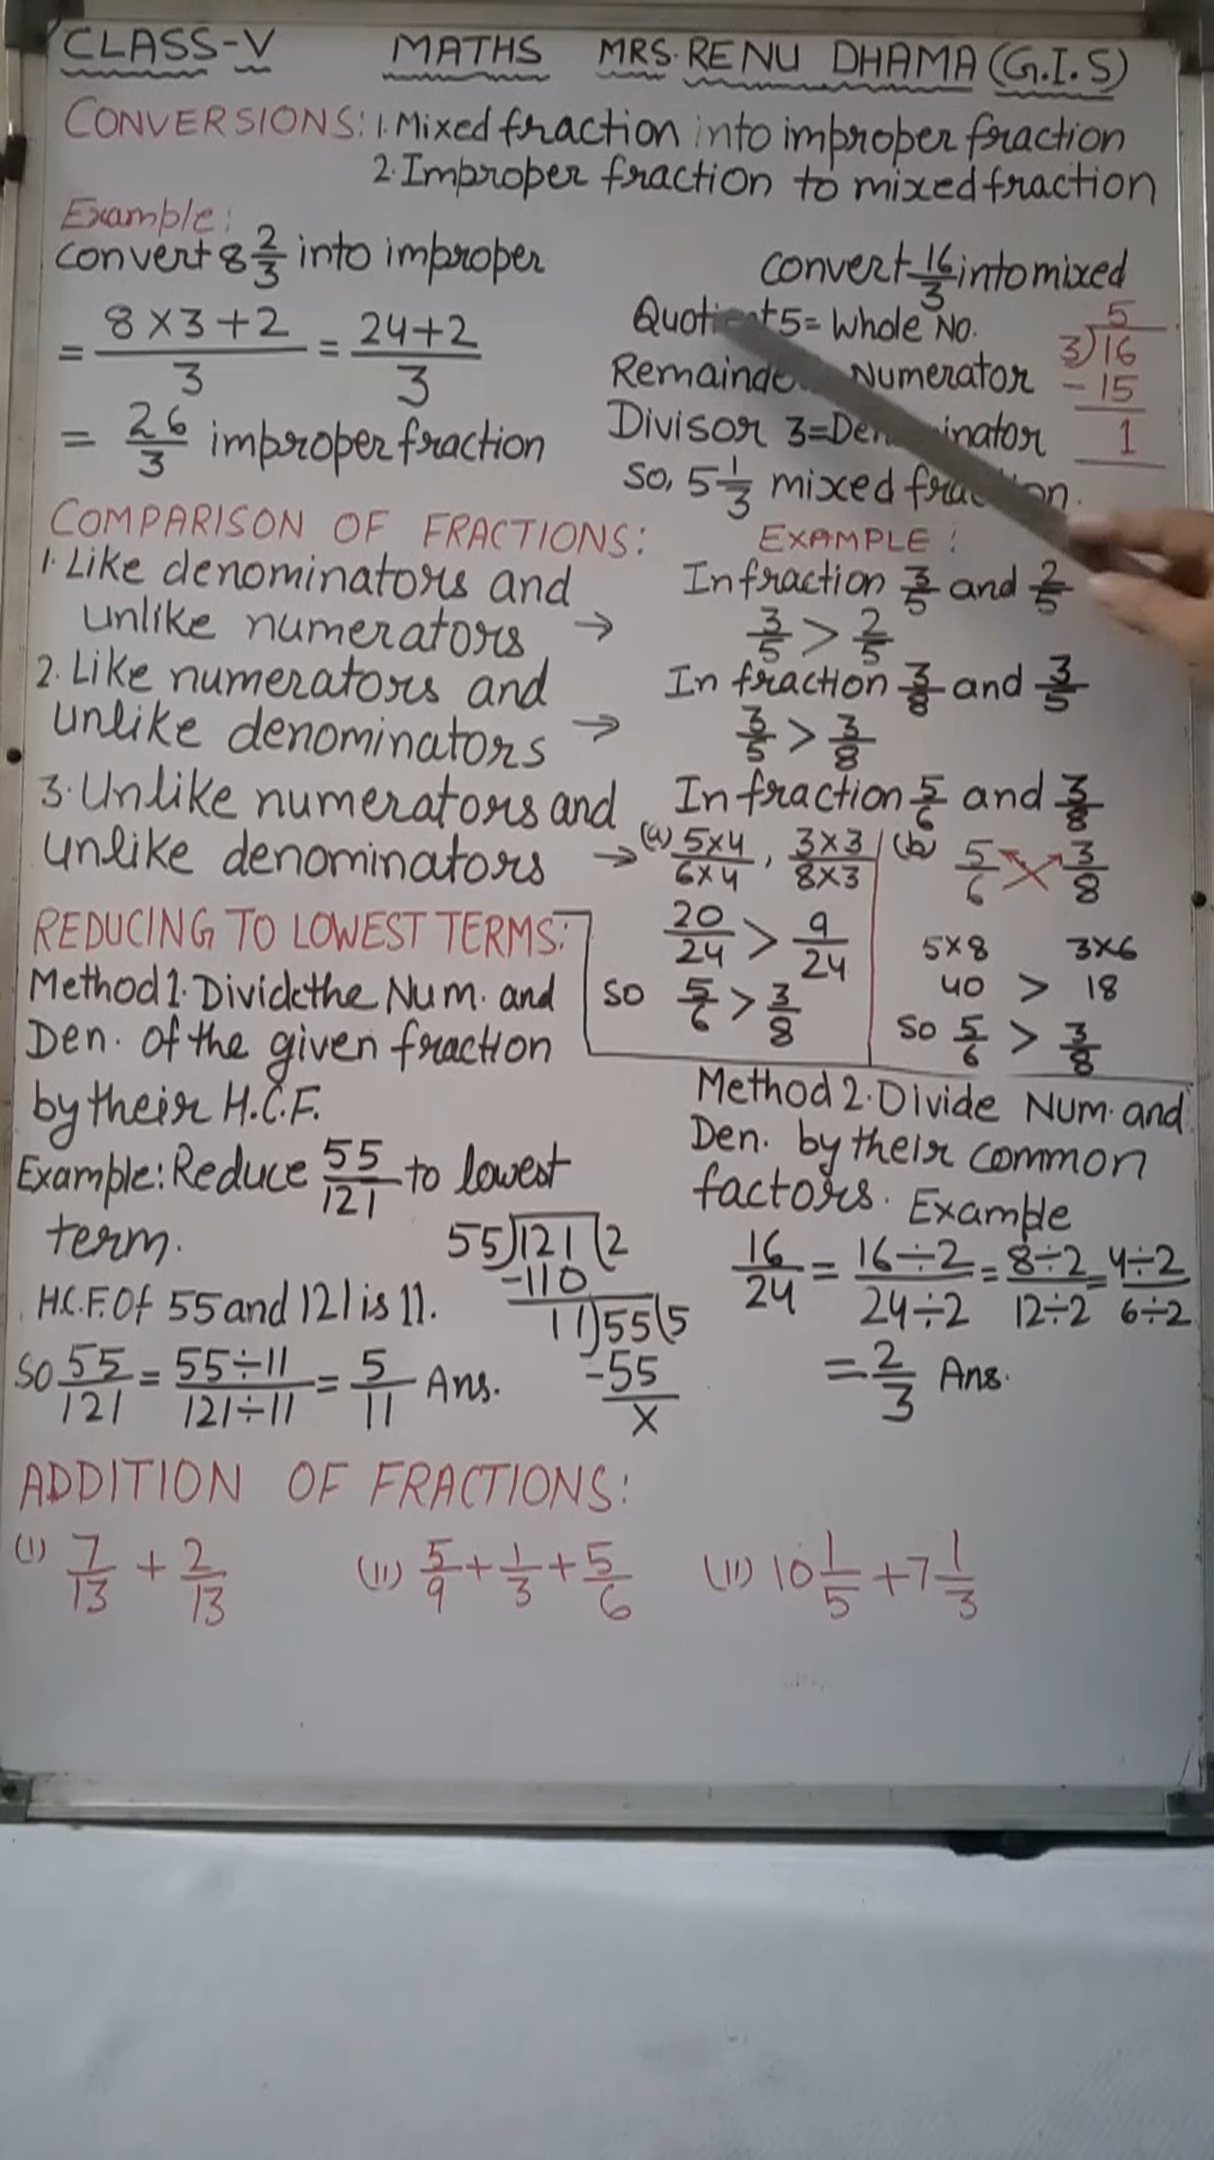 CLASS-V MATHS MRS. RENU DHAMA (G.I.S)
CONVERSIONS: 1. Mixed fraction into improper fraction
2. Improper fraction to mixed fraction
Example:
Convert 8 2/3 into improper
= 8×3+2/3 = 24+2/3
= 26/3 improper fraction
Convert 16/3 into mixed
5 = Whole No.
Numerator
Divisor 3 =
So, 5 1/3 mixed
5
3)16
-15
1
COMPARISON OF FRACTIONS:
EXAMPLE:
1. Like denominators and
unlike numerators →
In fraction 3/5 and 2/5
3/5 > 2/5
2. Like numerators and
unlike denominators →
In fraction 3/8 and 3/5
3/5 > 3/8
3. Unlike numerators and
unlike denominators →
In fraction 5/6 and 3/8
(a) 5×4/6×4, 3×3/8×3
20/24 > 9/24
So 5/6 > 3/8
(b) 5/6 3/8
5×8 3×6
40 > 18
So 5/6 > 3/8
REDUCING TO LOWEST TERMS:
Method 1. Divide the Num. and
Den. of the given fraction
by their H.C.F.
Example: Reduce 55/121 to lowest
term.
H.C.F. Of 55 and 121 is 11.
So 55/121 = 55÷11/121÷11 = 5/11 Ans.
55)121(2
-110
11)55(5
-55
X
Method 2. Divide Num. and
Den. by their common
factors. Example
16/24 = 16÷2/24÷2 = 8÷2/12÷2 = 4÷2/6÷2
= 2/3 Ans.
ADDITION OF FRACTIONS:
(I) 7/13 + 2/13 (II) 5/9 + 1/3 + 5/6 (II) 10 1/5 + 7 1/3